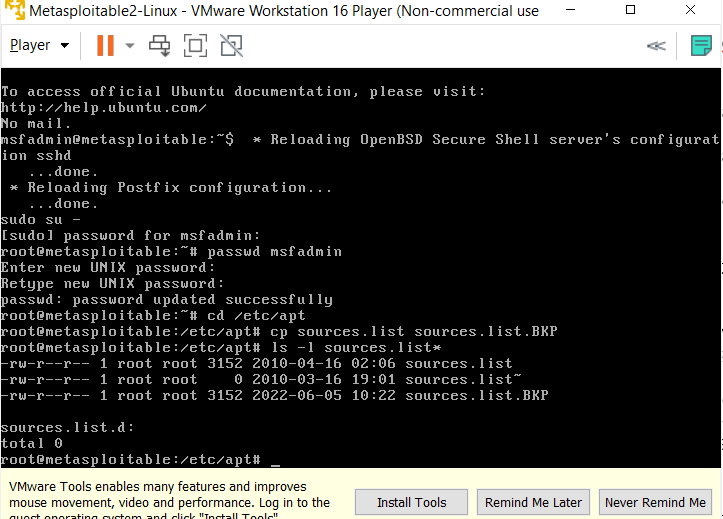 Metasploitable2-Linux - VMware Workstation 16 Player (Non-commercial use
Player
To access official Ubuntu documentation, please visit:
http://help.ubuntu.com/
No mail.
msfadmin@metasploitable:~$  * Reloading OpenBSD Secure Shell server's configurat
ion sshd
   ...done.
 * Reloading Postfix configuration...
   ...done.
sudo su -
[sudo] password for msfadmin:
root@metasploitable:~# passwd msfadmin
Enter new UNIX password:
Retype new UNIX password:
passwd: password updated successfully
root@metasploitable:~# cd /etc/apt
root@metasploitable:/etc/apt# cp sources.list sources.list.BKP
root@metasploitable:/etc/apt# ls -l sources.list*
-rw-r--r-- 1 root root 3152 2010-04-16 02:06 sources.list
-rw-r--r-- 1 root root    0 2010-03-16 19:01 sources.list~
-rw-r--r-- 1 root root 3152 2022-06-05 10:22 sources.list.BKP
sources.list.d:
total 0
root@metasploitable:/etc/apt# _
VMware Tools enables many features and improves
mouse movement, video and performance. Log in to the
guest operating system and click "Install Tools".
Install Tools
Remind Me Later
Never Remind Me